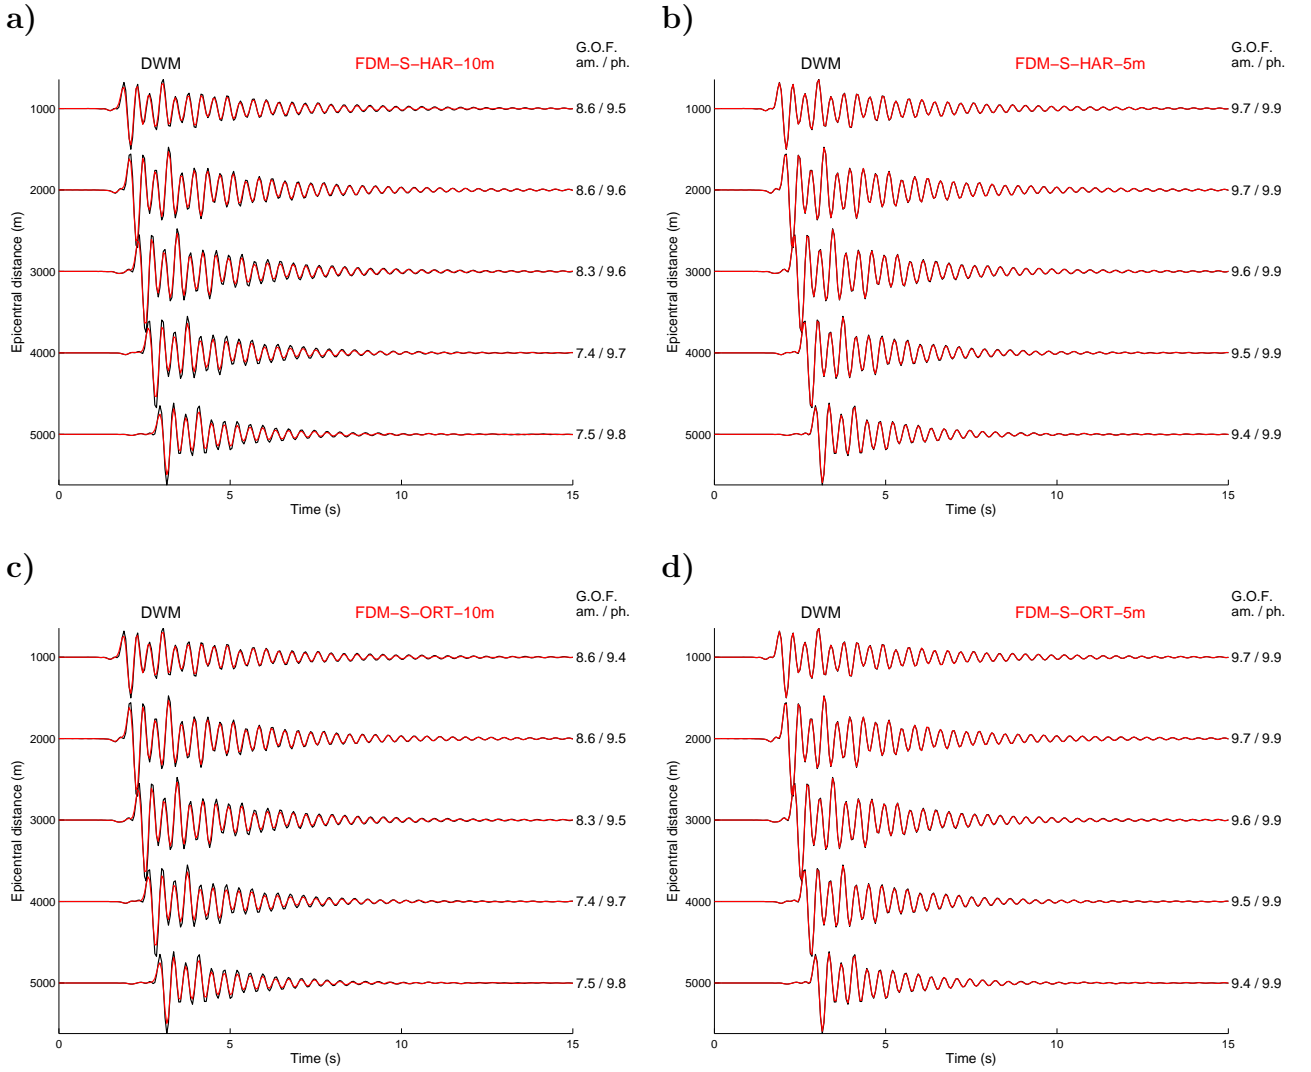 a)
G.O.F.
DWM FDM-S-HAR-10m am. / ph.
1000 8.6 / 9.5
2000 8.6 / 9.6
3000 8.3 / 9.6
4000 7.4 / 9.7
5000 7.5 / 9.8
Epicentral distance (m)
0 5 10 15
Time (s)
b)
G.O.F.
DWM FDM-S-HAR-5m am. / ph.
1000 9.7 / 9.9
2000 9.7 / 9.9
3000 9.6 / 9.9
4000 9.5 / 9.9
5000 9.4 / 9.9
Epicentral distance (m)
0 5 10 15
Time (s)
c)
G.O.F.
DWM FDM-S-ORT-10m am. / ph.
1000 8.6 / 9.4
2000 8.6 / 9.5
3000 8.3 / 9.5
4000 7.4 / 9.7
5000 7.5 / 9.8
Epicentral distance (m)
0 5 10 15
Time (s)
d)
G.O.F.
DWM FDM-S-ORT-5m am. / ph.
1000 9.7 / 9.9
2000 9.7 / 9.9
3000 9.6 / 9.9
4000 9.5 / 9.9
5000 9.4 / 9.9
Epicentral distance (m)
0 5 10 15
Time (s)